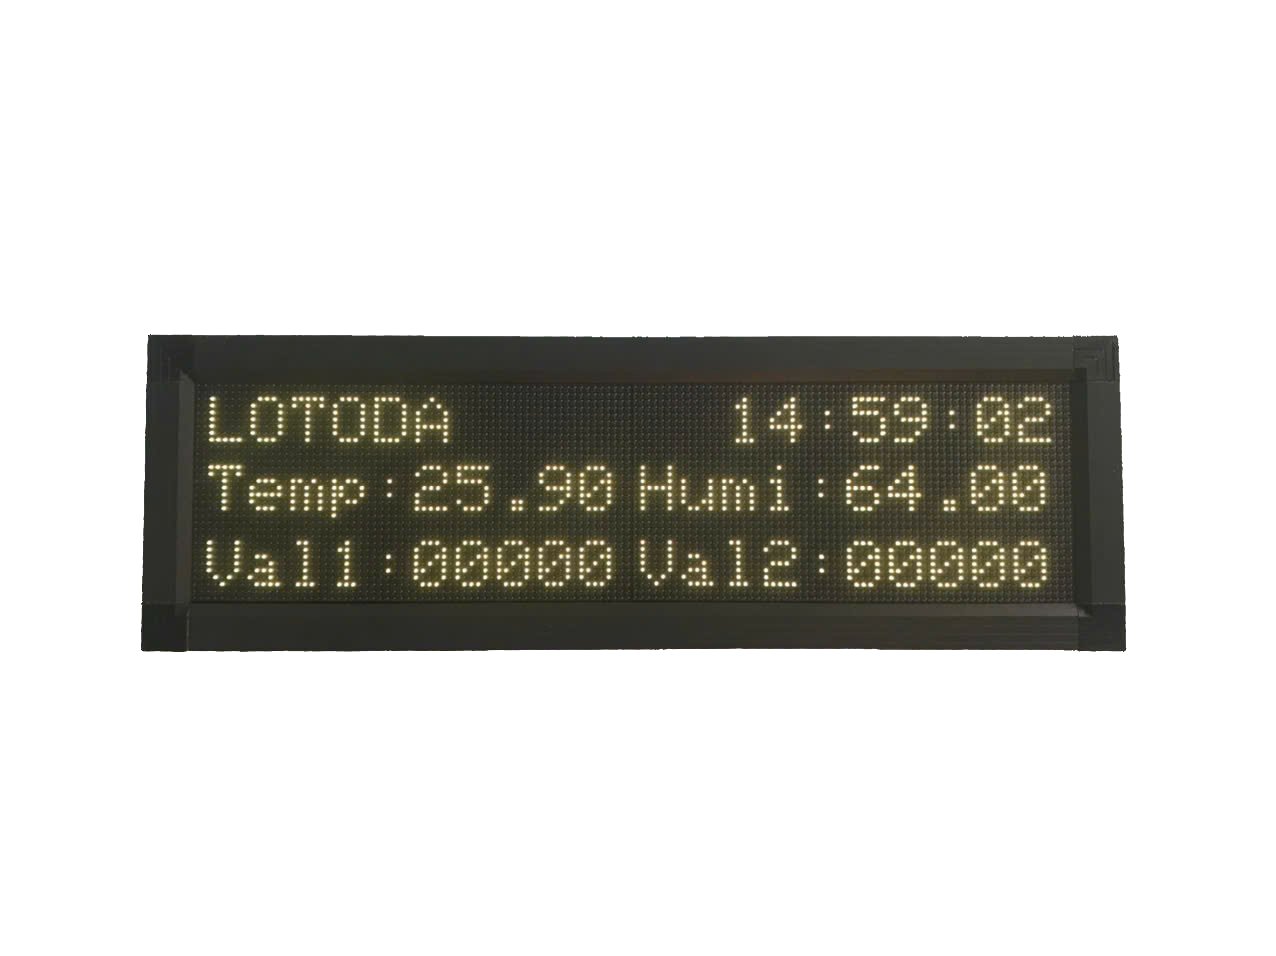 LOTODA 14:59:02
Temp:25.90 Humi:64.00
Val1:00000 Val2:00000